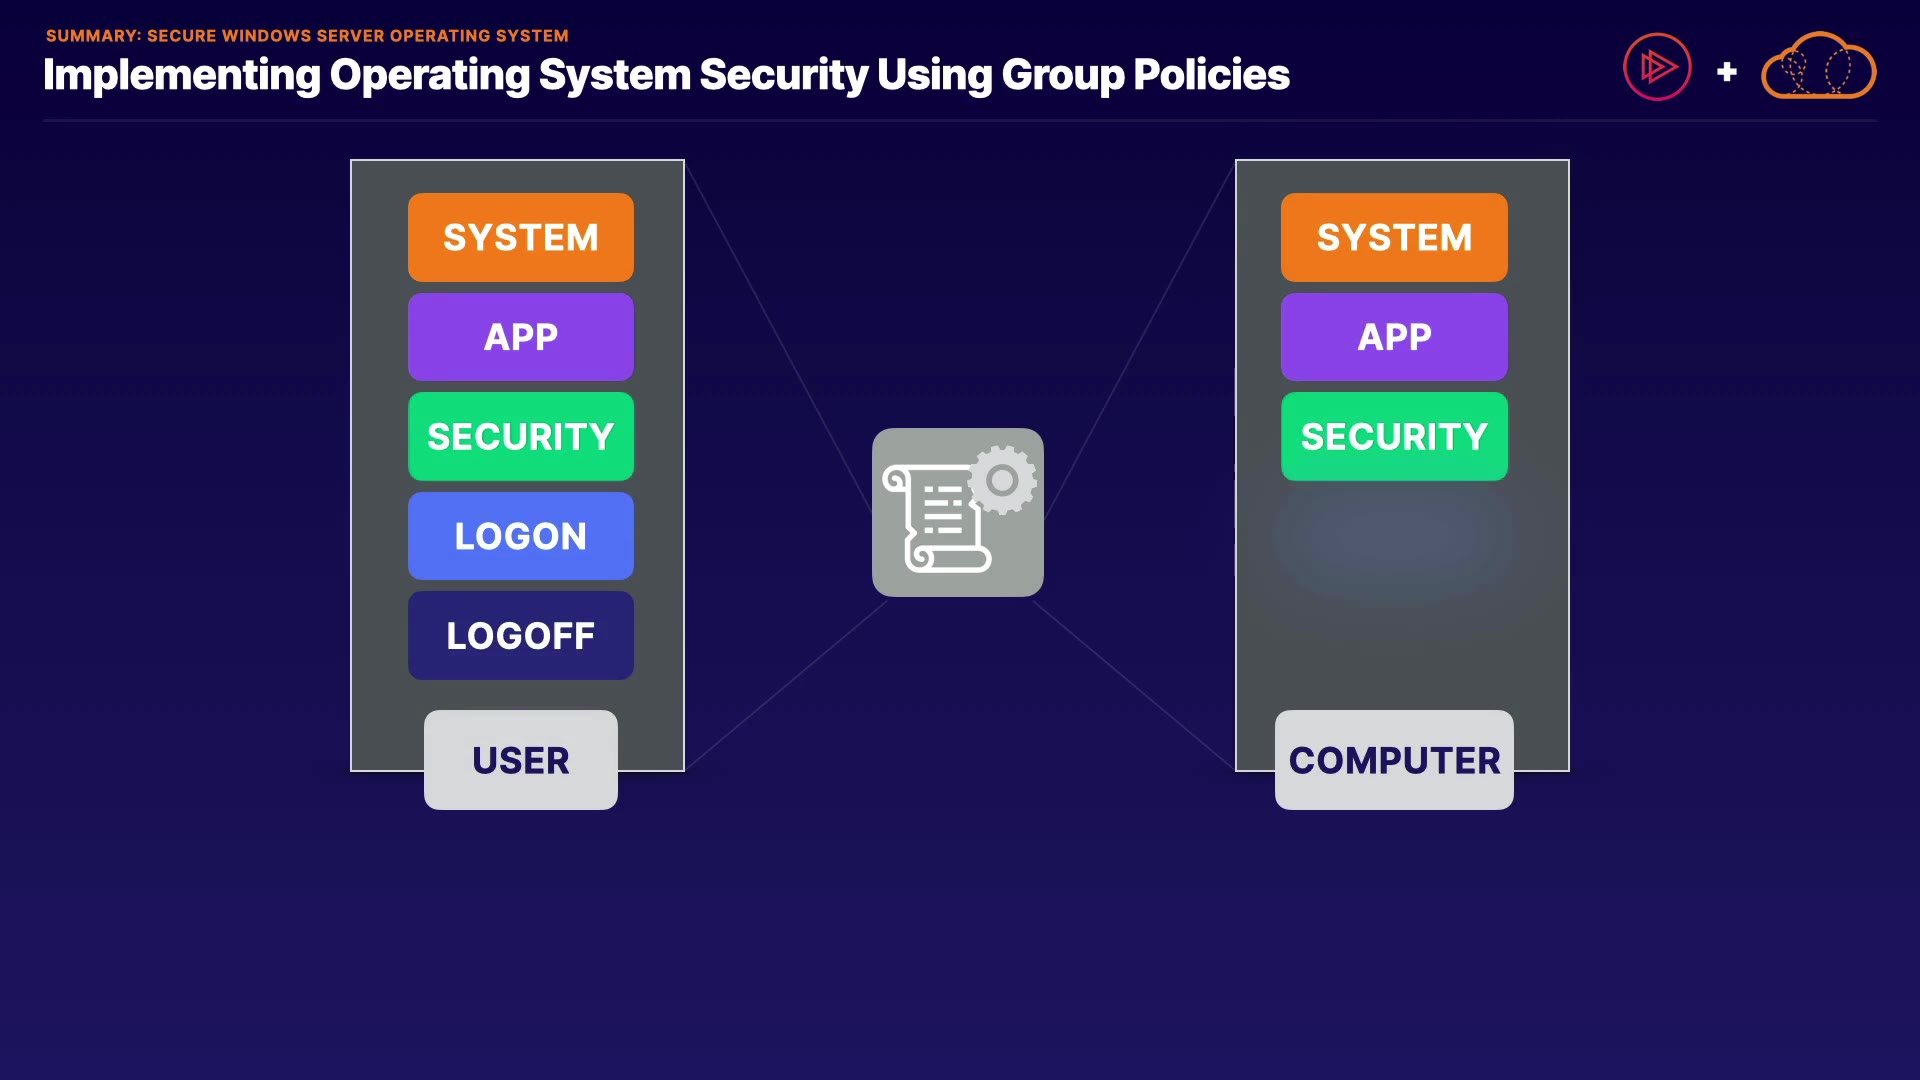 SUMMARY: SECURE WINDOWS SERVER OPERATING SYSTEM
Implementing Operating System Security Using Group Policies
SYSTEM
APP
SECURITY
LOGON
LOGOFF
USER
SYSTEM
APP
SECURITY
COMPUTER